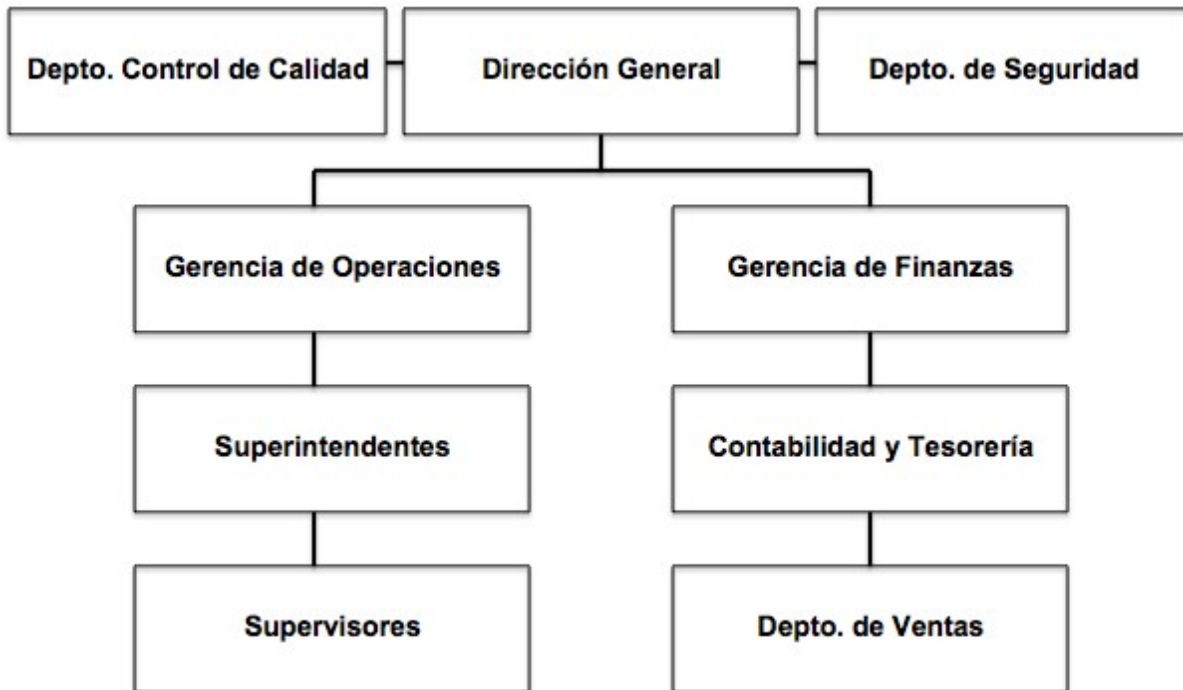 Depto. Control de Calidad
Dirección General
Depto. de Seguridad
Gerencia de Operaciones
Gerencia de Finanzas
Superintendentes
Contabilidad y Tesorería
Supervisores
Depto. de Ventas